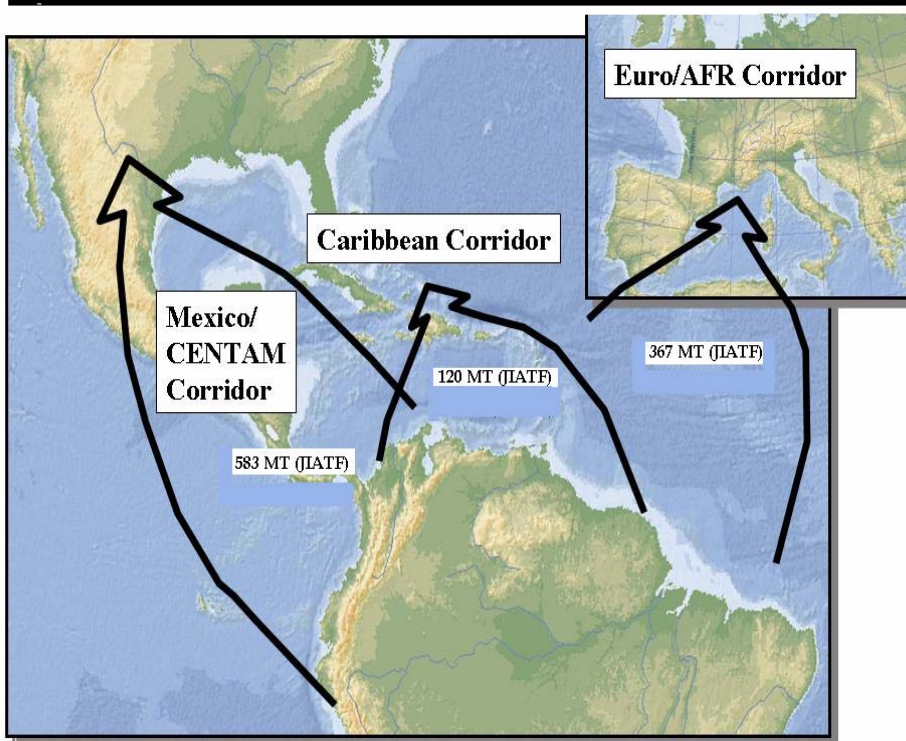 Euro/AFR Corridor
Caribbean Corridor
Mexico/
CENTAM
Corridor
367 MT (JIATF)
120 MT (JIATF)
583 MT (JIATF)